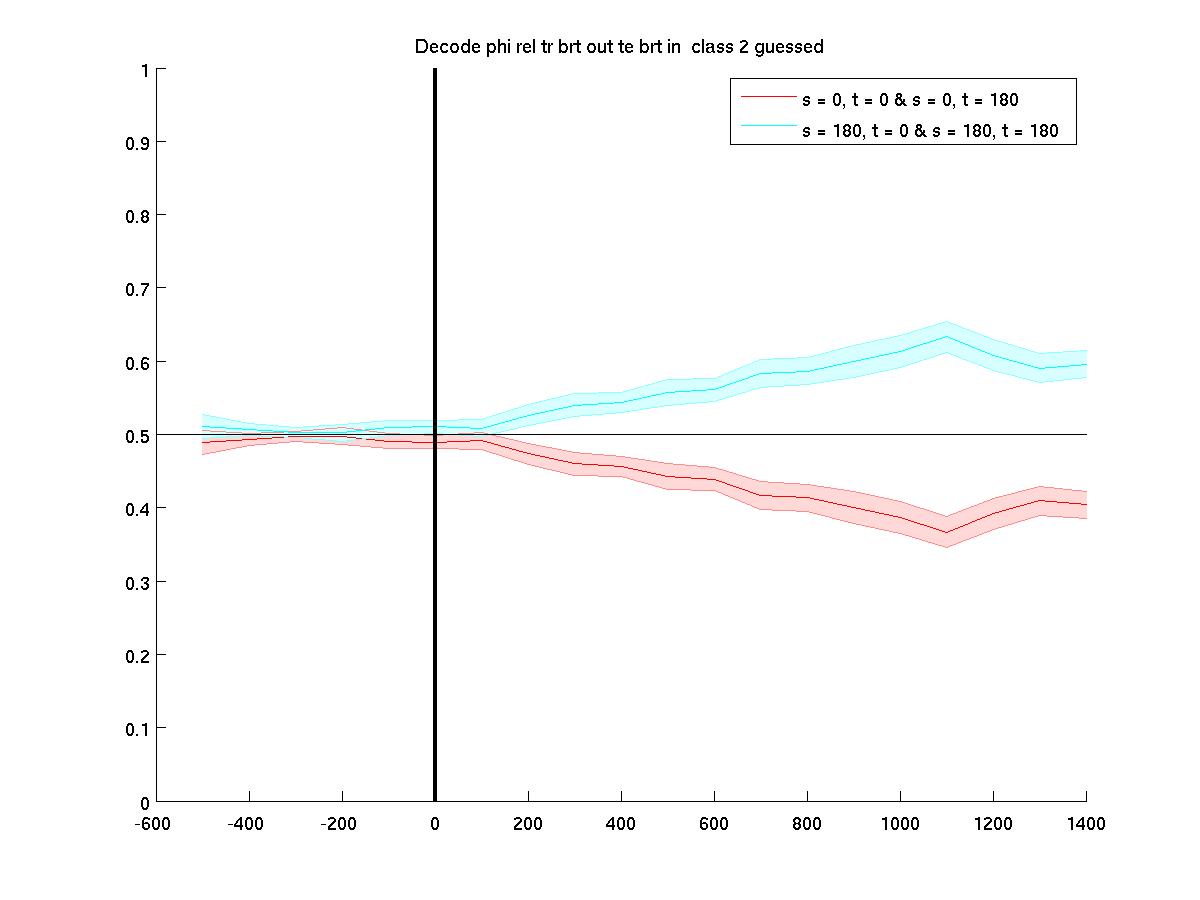 Decode phi rel tr brt out te brt in  class 2 guessed
s = 0, t = 0 & s = 0, t = 180
s = 180, t = 0 & s = 180, t = 180
1
0.9
0.8
0.7
0.6
0.5
0.4
0.3
0.2
0.1
0
-600 -400 -200 0 200 400 600 800 1000 1200 1400